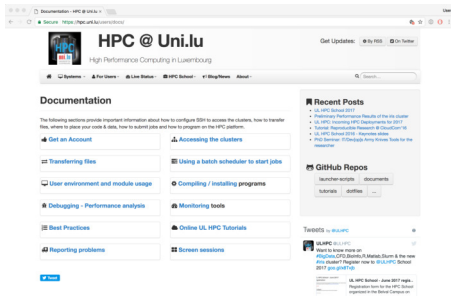 Documentation - HPC @ Uni.lu
User
Secure https://hpc.uni.lu/users/docs/
HPC @ Uni.lu
High Performance Computing in Luxembourg
Get Updates: By RSS On Twitter
Systems For Users Live Status HPC School Blog/News About Search...
Documentation
The following sections provide important information about how to configure SSH to access the clusters, how to transfer
files, where to place your code & data, how to submit jobs and how to program on the HPC platform.
Get an Account
Accessing the clusters
Transferring files
Using a batch scheduler to start jobs
User environment and module usage
Compiling / installing programs
Debugging - Performance analysis
Monitoring tools
Best Practices
Online UL HPC Tutorials
Reporting problems
Screen sessions
Tweet
Recent Posts
UL HPC School 2017
Preliminary Performance Results of the iris cluster
UL HPC: Incoming HPC Deployments for 2017
Tutorial: Reproducible Research @ CloudCom'16
UL HPC School 2016 - Keynotes slides
researcher
GitHub Repos
launcher-scripts documents
tutorials dotfiles ...
Tweets by @ULHPC
ULHPC @ULHPC
Want to know more on
#BigData,CFD,Bioinfo,R,Matlab,Slurm & the new
#iris cluster? Register now to @ULHPC School
2017
UL HPC School - June 2017 regis..
Registration form for the HPC School
organized in the Belval Campus on